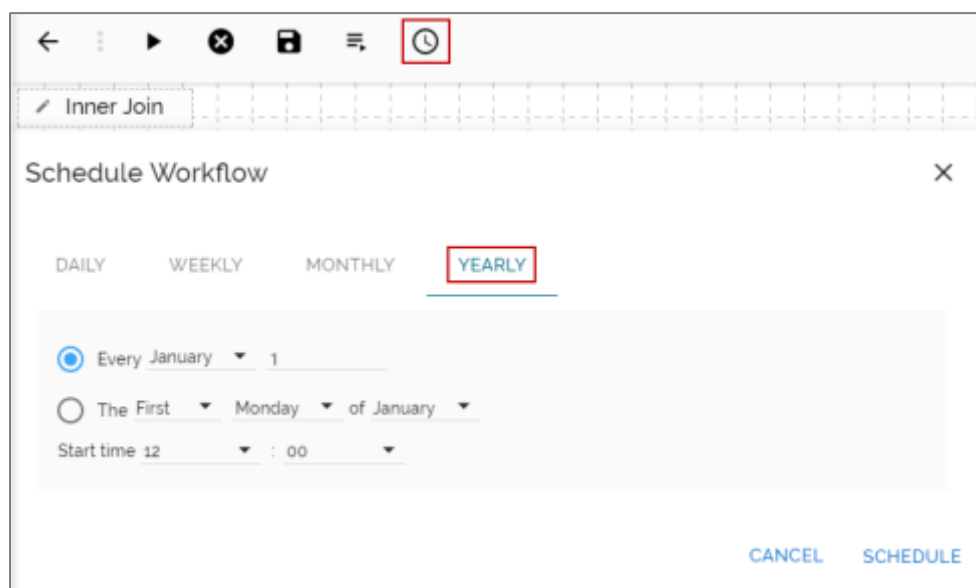 Inner Join
Schedule Workflow
DAILY WEEKLY MONTHLY YEARLY
Every January 1
The First Monday of January
Start time 12 : 00
CANCEL SCHEDULE